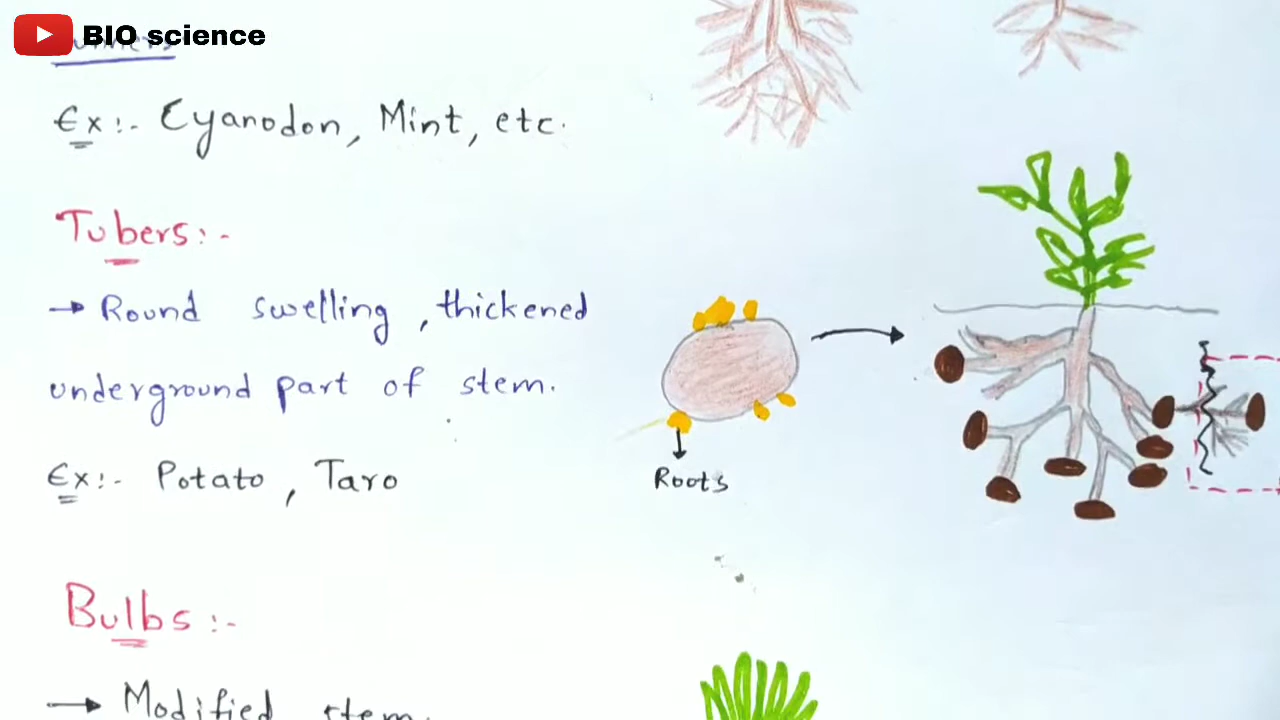 BIO science
Ex:- Cyanodon, Mint, etc.
Tubers:-
→ Round swelling, thickened
underground part of stem.
Ex:- Potato, Taro
Roots
Bulbs:-
→ Modified stem.